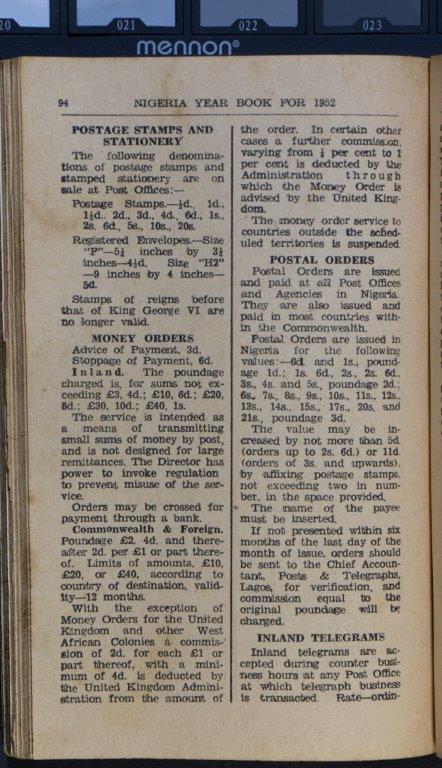 20
021
022
023
mennon®
94 NIGERIA YEAR BOOK FOR 1952
POSTAGE STAMPS AND
STATIONERY
The following denomina-
tions of postage stamps and
stamped stationery are on
sale at Post Offices:—
Postage Stamps.—½d., 1d.,
1½d., 2d., 3d., 4d., 6d., 1s.,
2s. 6d., 5s., 10s., 20s.
Registered Envelopes.—Size
"F"—5¼ inches by 3¼
inches—4½d. Size "H2"
—9 inches by 4 inches—
5d.
Stamps of reigns before
that of King George VI are
no longer valid.
MONEY ORDERS
Advice of Payment, 3d.
Stoppage of Payment, 6d.
Inland. The poundage
charged is, for sums not ex-
ceeding £3, 4d.; £10, 6d.; £20,
8d.; £30, 10d.; £40, 1s.
The service is intended as
a means of transmitting
small sums of money by post,
and is not designed for large
remittances. The Director has
power to invoke regulation
to prevent misuse of the ser-
vice.
Orders may be crossed for
payment through a bank.
Commonwealth & Foreign.
Poundage £2. 4d. and there-
after 2d. per £1 or part there-
of. Limits of amounts, £10,
£20, or £40, according to
country of destination, valid-
ity—12 months.
With the exception of
Money Orders for the United
Kingdom and other West
African Colonies a commis-
sion of 2d. for each £1 or
part thereof, with a mini-
mum of 4d. is deducted by
the United Kingdom Admini-
stration from the amount of
the order. In certain other
cases a further commission,
varying from per cent to 1
per cent is deducted by the
Administration through
which the Money Order is
advised by the United King-
dom.
The money order service to
countries outside the sched-
uled territories is suspended.
POSTAL ORDERS
Postal Orders are issued
and paid at all Post Offices
and Agencies in Nigeria.
They are also issued and
paid in most countries with-
in the Commonwealth.
Postal Orders are issued in
Nigeria for the following
values:—6d. and 1s., pound-
age 1d.; 1s. 6d., 2s., 2s. 6d.,
3s., 4s. and 5s., poundage 2d.;
6s., 7s., 8s., 9s., 10s., 11s., 12s.,
13s., 14s., 15s., 17s., 20s. and
21s., poundage 3d.
The value may be in-
creased by not more than 5d.
(orders up to 2s. 6d.) or 11d.
(orders of 3s. and upwards),
by affixing postage stamps,
not exceeding two in num-
ber, in the space provided.
The name of the payee
must be inserted.
If not presented within six
months of the last day of the
month of issue, orders should
be sent to the Chief Accoun-
tant, Posts & Telegraphs,
Lagos, for verification, and
commission equal to the
original poundage will be
charged.
INLAND TELEGRAMS
Inland telegrams are ac-
cepted during counter busi-
ness hours at any Post Office
at which telegraph business
is transacted. Rate—ordin-